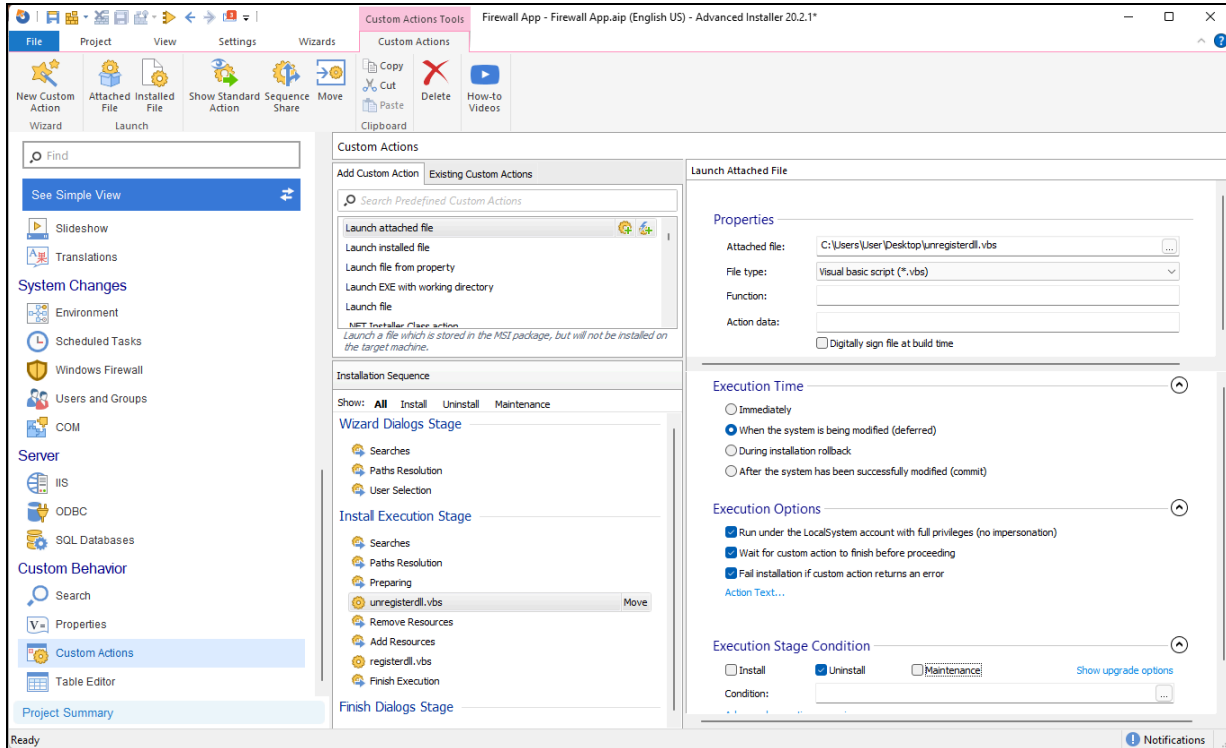 Custom Actions Tools
Firewall App - Firewall App.aip (English US) - Advanced Installer 20.2.1*
File
Project
View
Settings
Wizards
Custom Actions
New Custom Action
Attached File
Installed File
Show Standard Action
Sequence Share
Move
Copy
Cut
Paste
Delete
How-to Videos
Wizard
Launch
Clipboard
Find
See Simple View
Slideshow
Translations
System Changes
Environment
Scheduled Tasks
Windows Firewall
Users and Groups
COM
Server
IIS
ODBC
SQL Databases
Custom Behavior
Search
Properties
Custom Actions
Table Editor
Project Summary
Custom Actions
Add Custom Action
Existing Custom Actions
Search Predefined Custom Actions
Launch attached file
Launch installed file
Launch file from property
Launch EXE with working directory
Launch file
.NET Installer Class action
Launch a file which is stored in the MSI package, but will not be installed on
the target machine.
Installation Sequence
Show: All Install Uninstall Maintenance
Wizard Dialogs Stage
Searches
Paths Resolution
User Selection
Install Execution Stage
Searches
Paths Resolution
Preparing
unregisterdll.vbs Move
Remove Resources
Add Resources
registerdll.vbs
Finish Execution
Finish Dialogs Stage
Launch Attached File
Properties
Attached file: C:\Users\User\Desktop\unregisterdll.vbs ...
File type: Visual basic script (*.vbs)
Function:
Action data:
Digitally sign file at build time
Execution Time
Immediately
When the system is being modified (deferred)
During installation rollback
After the system has been successfully modified (commit)
Execution Options
Run under the LocalSystem account with full privileges (no impersonation)
Wait for custom action to finish before proceeding
Fail installation if custom action returns an error
Action Text...
Execution Stage Condition
Install Uninstall Maintenance Show upgrade options
Condition: ...
Ready
Notifications